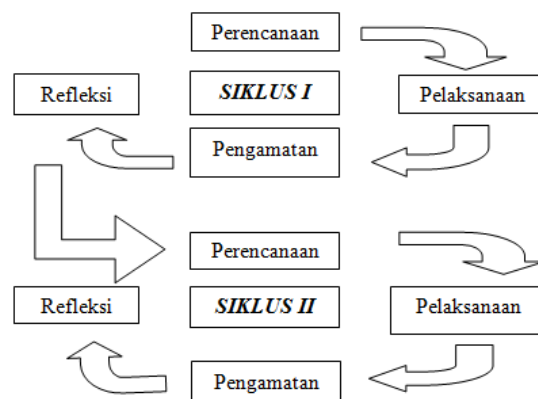 Perencanaan
Refleksi
SIKLUS I
Pelaksanaan
Pengamatan
Perencanaan
Refleksi
SIKLUS II
Pelaksanaan
Pengamatan